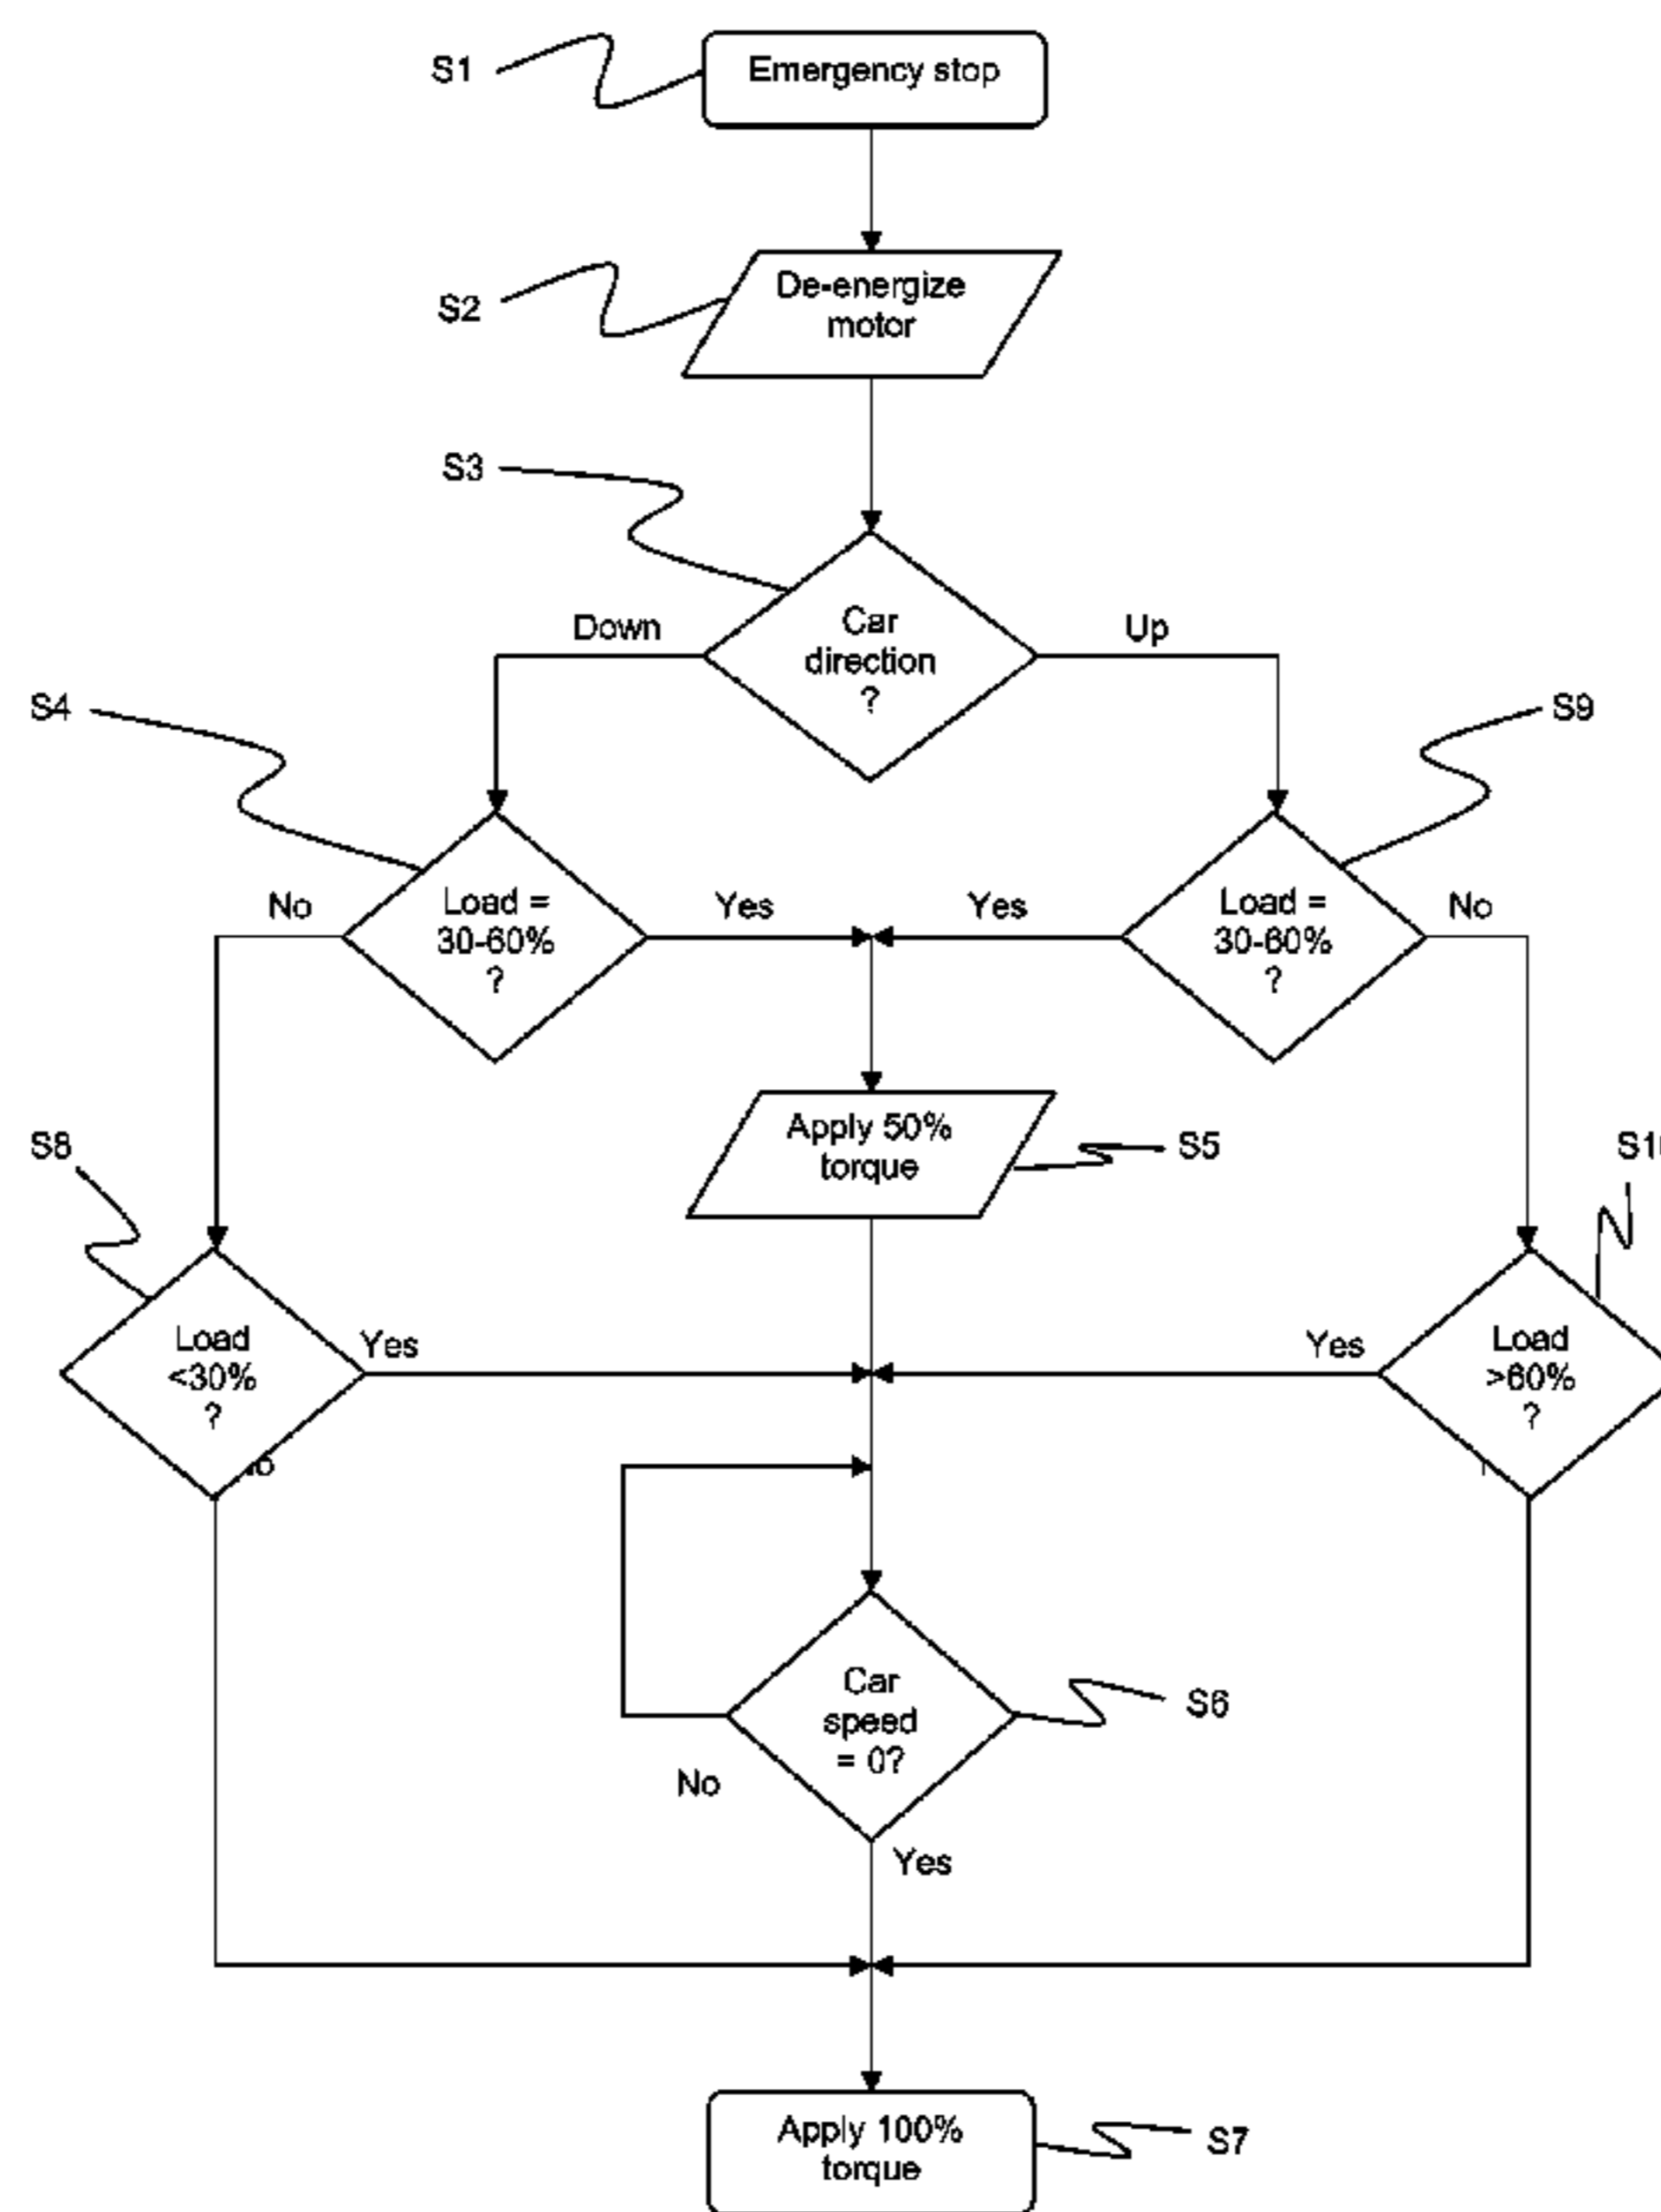 S1
Emergency stop
S2
De-energize
motor
S3
Car
direction
?
Down
Up
S4
S9
No
Load =
30-60%
?
Yes
Yes
Load =
30-60%
?
No
S8
Apply 50%
torque
S5
Load
<30%
?
Yes
Yes
Load
>60%
?
Car
speed
= 0?
S6
No
Yes
Apply 100%
torque
S7